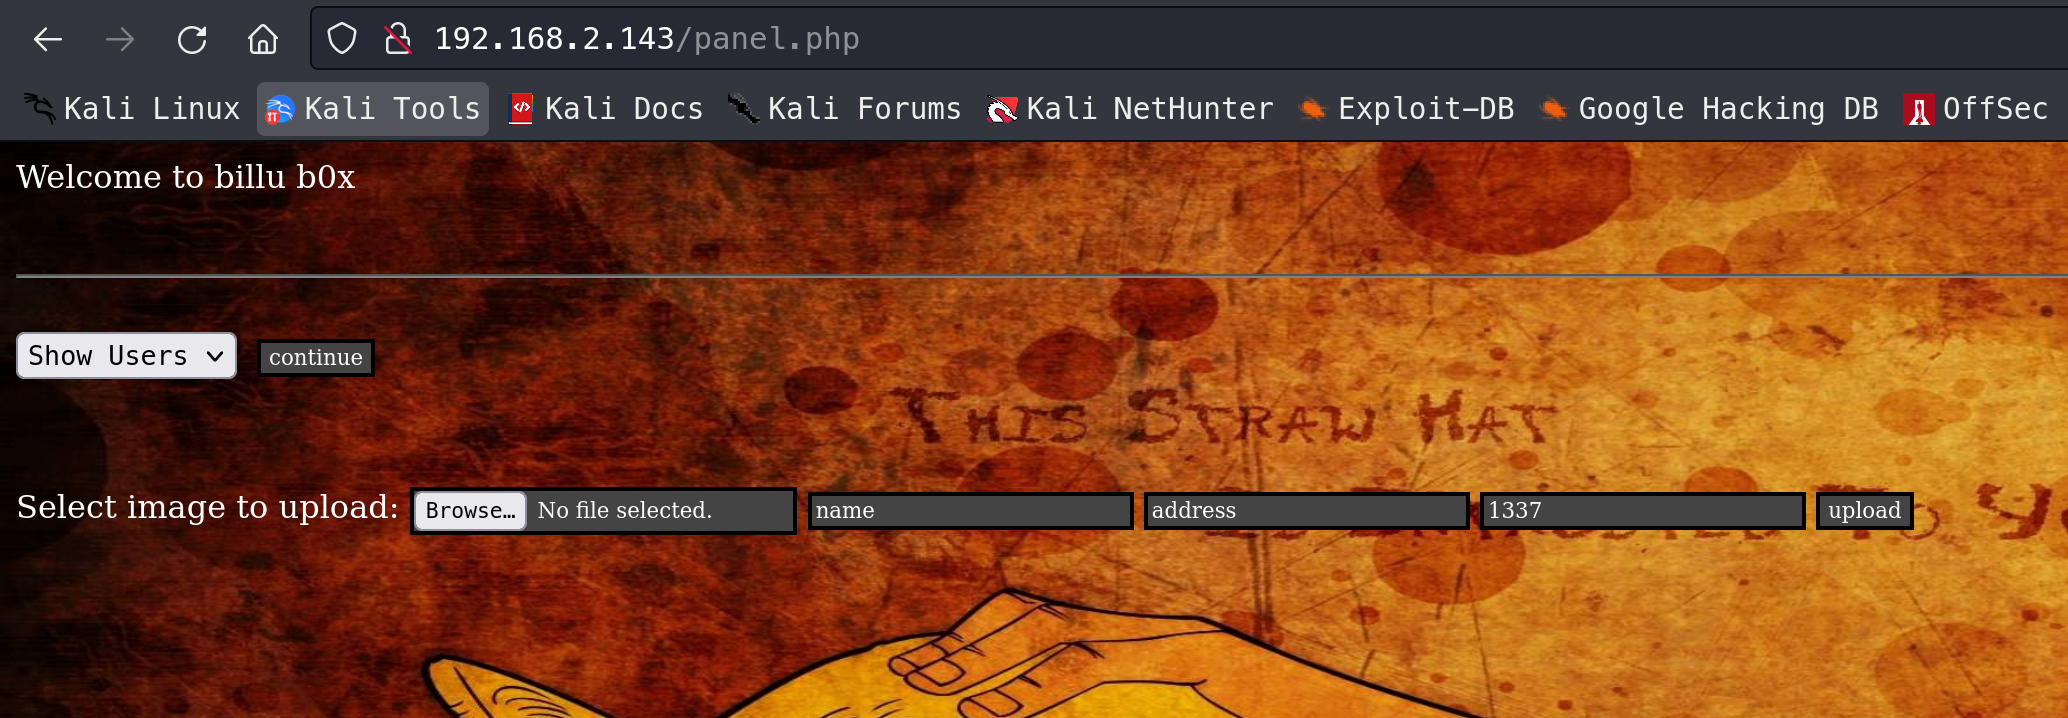 192.168.2.143/panel.php
Kali Linux Kali Tools Kali Docs Kali Forums Kali NetHunter Exploit-DB Google Hacking DB OffSec
Welcome to billu b0x
Show Users continue
THIS STRAW HAT
Select image to upload: Browse… No file selected. name address 1337 upload